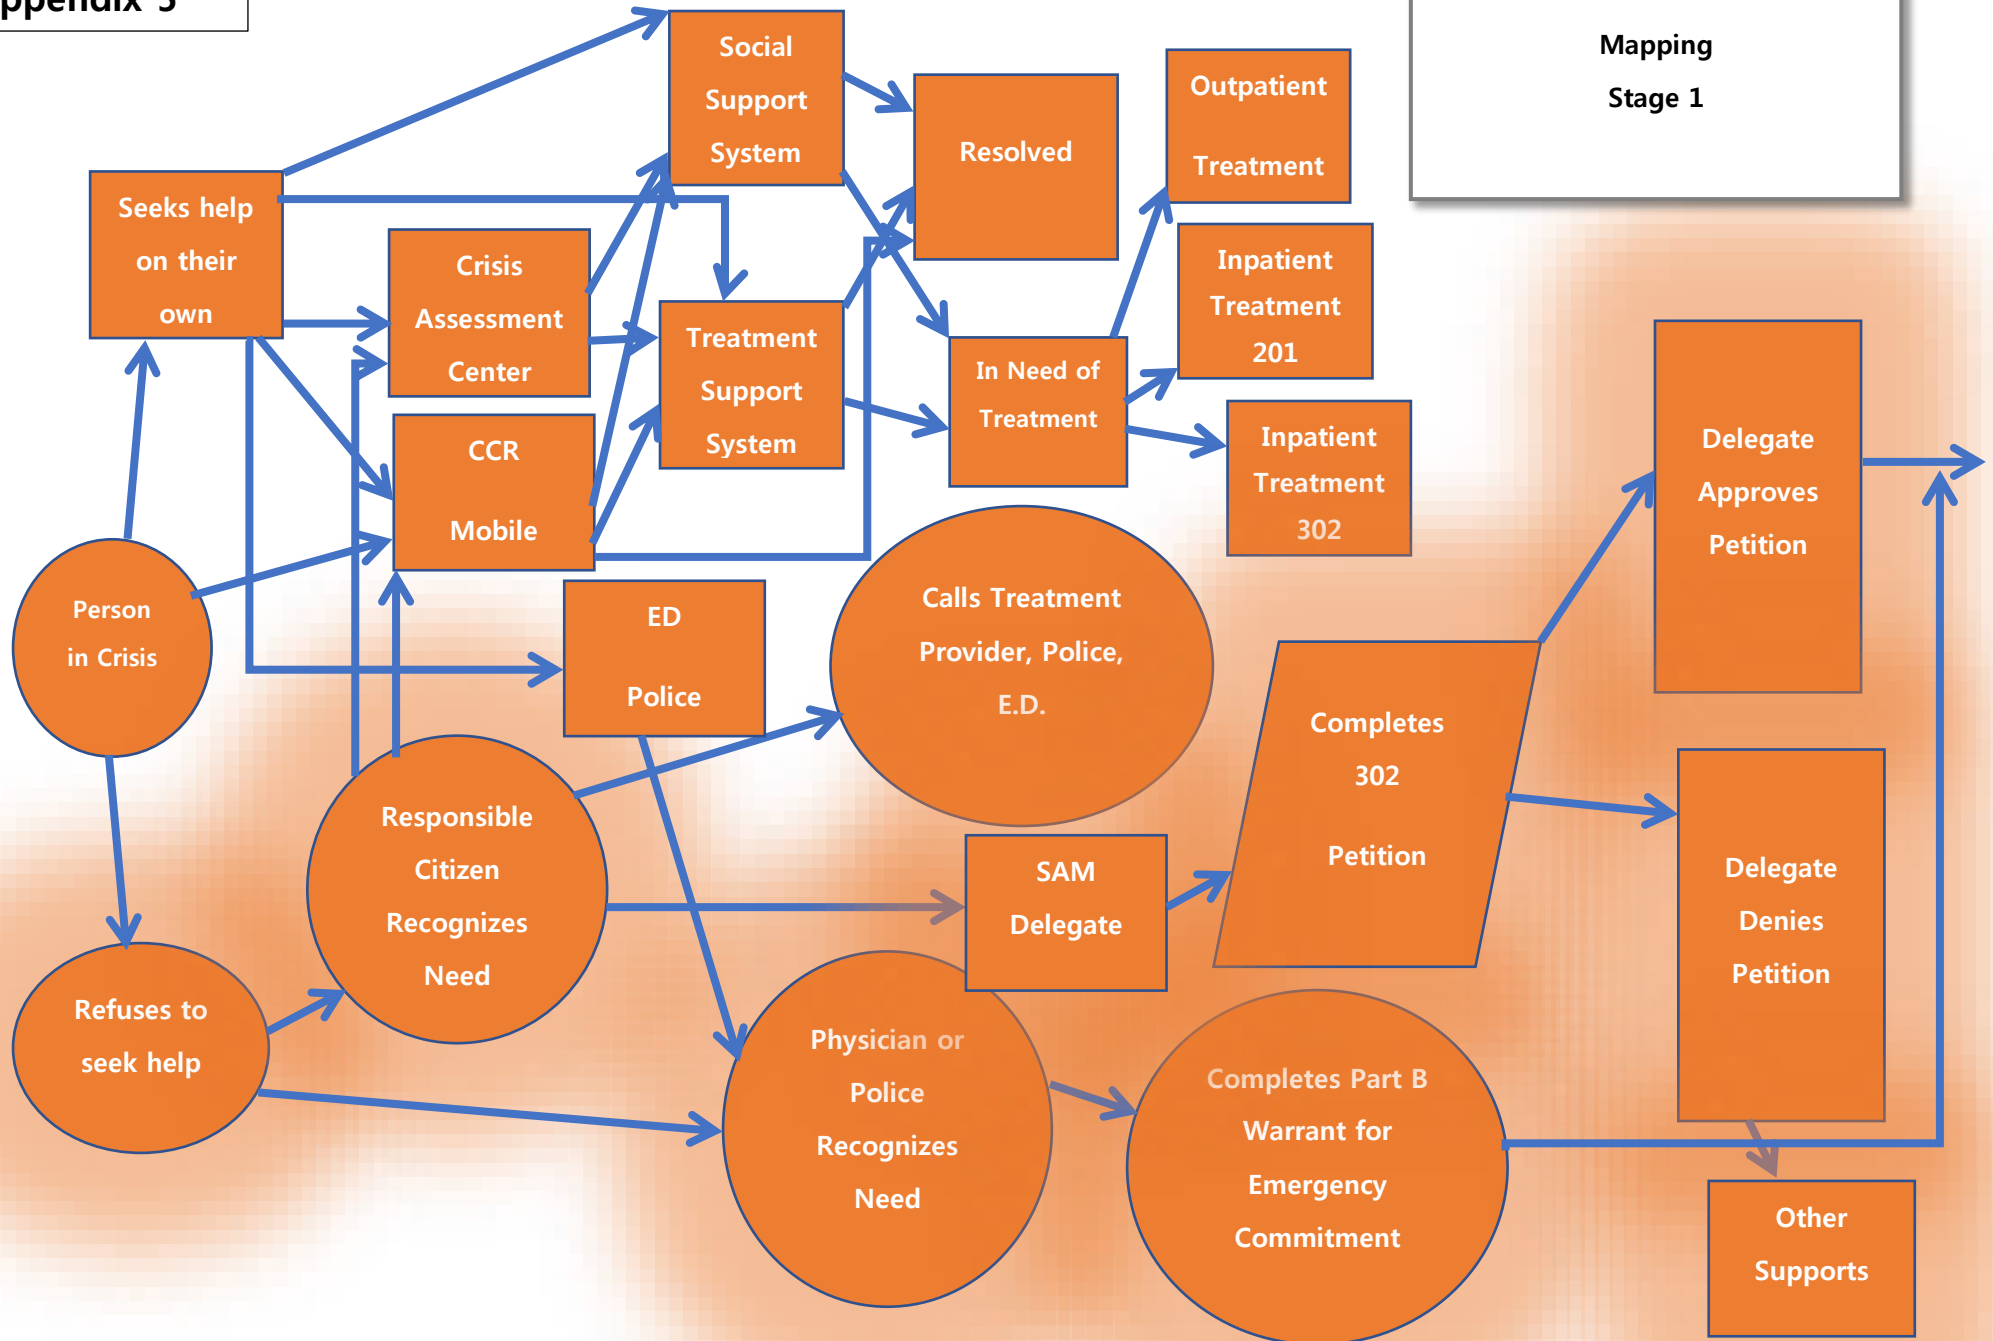 Appendix 5
Mapping
Stage 1
Social
Support
System
Resolved
Outpatient
Treatment
Seeks help
on their
own
Crisis
Assessment
Center
Treatment
Support
System
In Need of
Treatment
Inpatient
Treatment
201
Inpatient
Treatment
302
CCR
Mobile
Delegate
Approves
Petition
Person
in Crisis
ED
Police
Calls Treatment
Provider, Police,
E.D.
Completes
302
Petition
Responsible
Citizen
Recognizes
Need
SAM
Delegate
Delegate
Denies
Petition
Refuses to
seek help
Physician or
Police
Recognizes
Need
Completes Part B
Warrant for
Emergency
Commitment
Other
Supports